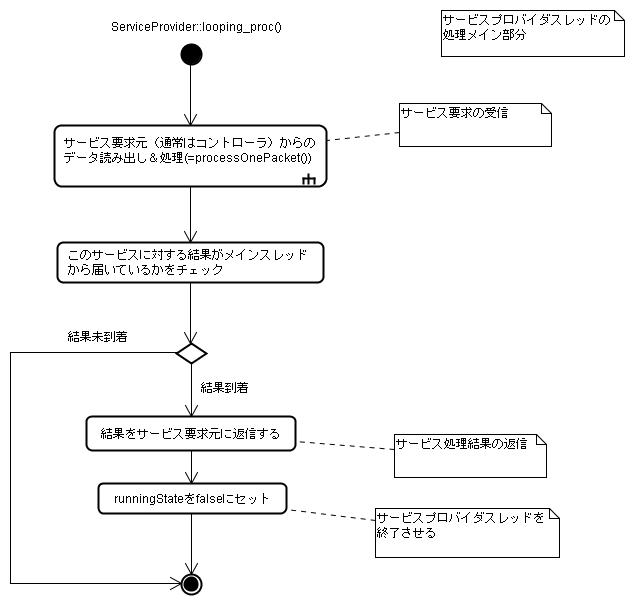 ServiceProvider::looping_proc()
サービスプロバイダスレッドの
処理メイン部分
サービス要求の受信
サービス要求元（通常はコントローラ）からの
データ読み出し＆処理(=processOnePacket())
このサービスに対する結果がメインスレッド
から届いているかをチェック
結果未到着
結果到着
結果をサービス要求元に返信する
サービス処理結果の返信
runningStateをfalseにセット
サービスプロバイダスレッドを
終了させる